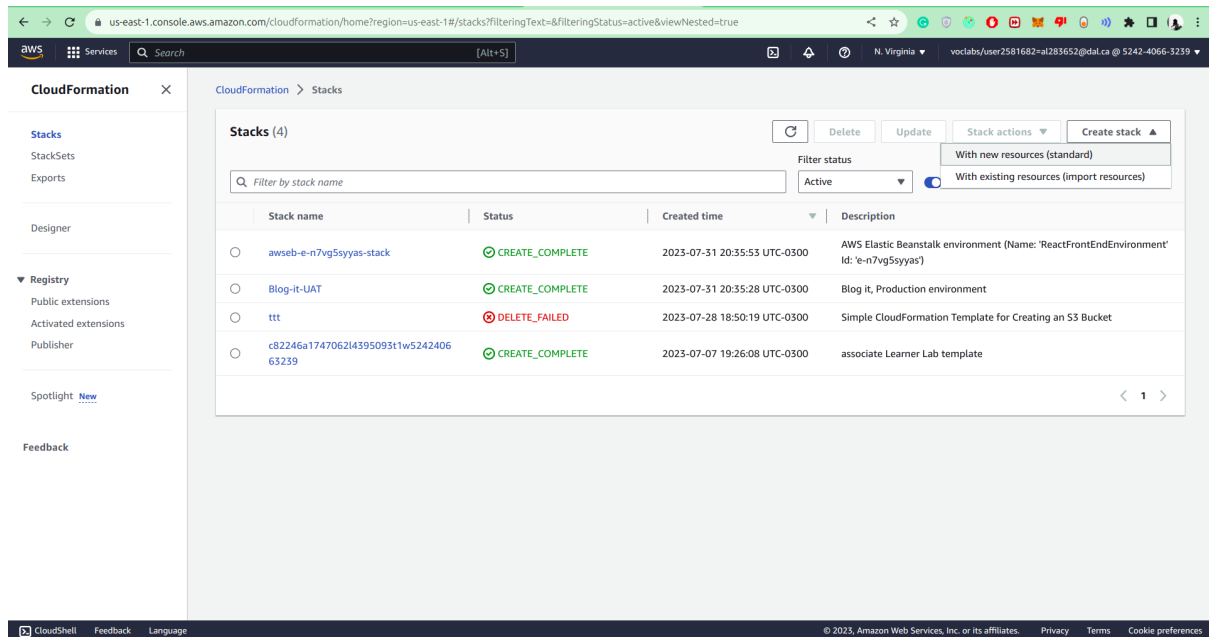 us-east-1.console.aws.amazon.com/cloudformation/home?region=us-east-1#/stacks?filteringText=&filteringStatus=active&viewNested=true
aws Services Search [Alt+S] N. Virginia ▼ voclabs/user2581682=al283652@dal.ca @ 5242-4066-3239 ▼
CloudFormation
CloudFormation > Stacks
Stacks
StackSets
Exports
Designer
▼ Registry
Public extensions
Activated extensions
Publisher
Spotlight New
Feedback
Stacks (4)
Delete Update Stack actions ▼ Create stack ▲
With new resources (standard)
With existing resources (import resources)
Filter status
Filter by stack name Active ▼
Stack name Status Created time ▼ Description
awseb-e-n7vg5syyas-stack CREATE_COMPLETE 2023-07-31 20:35:53 UTC-0300 AWS Elastic Beanstalk environment (Name: 'ReactFrontEndEnvironment'
Id: 'e-n7vg5syyas')
Blog-it-UAT CREATE_COMPLETE 2023-07-31 20:35:28 UTC-0300 Blog it, Production environment
ttt DELETE_FAILED 2023-07-28 18:50:19 UTC-0300 Simple CloudFormation Template for Creating an S3 Bucket
c82246a1747062l4395093t1w5242406
63239 CREATE_COMPLETE 2023-07-07 19:26:08 UTC-0300 associate Learner Lab template
< 1 >
CloudShell Feedback Language © 2023, Amazon Web Services, Inc. or its affiliates. Privacy Terms Cookie preferences